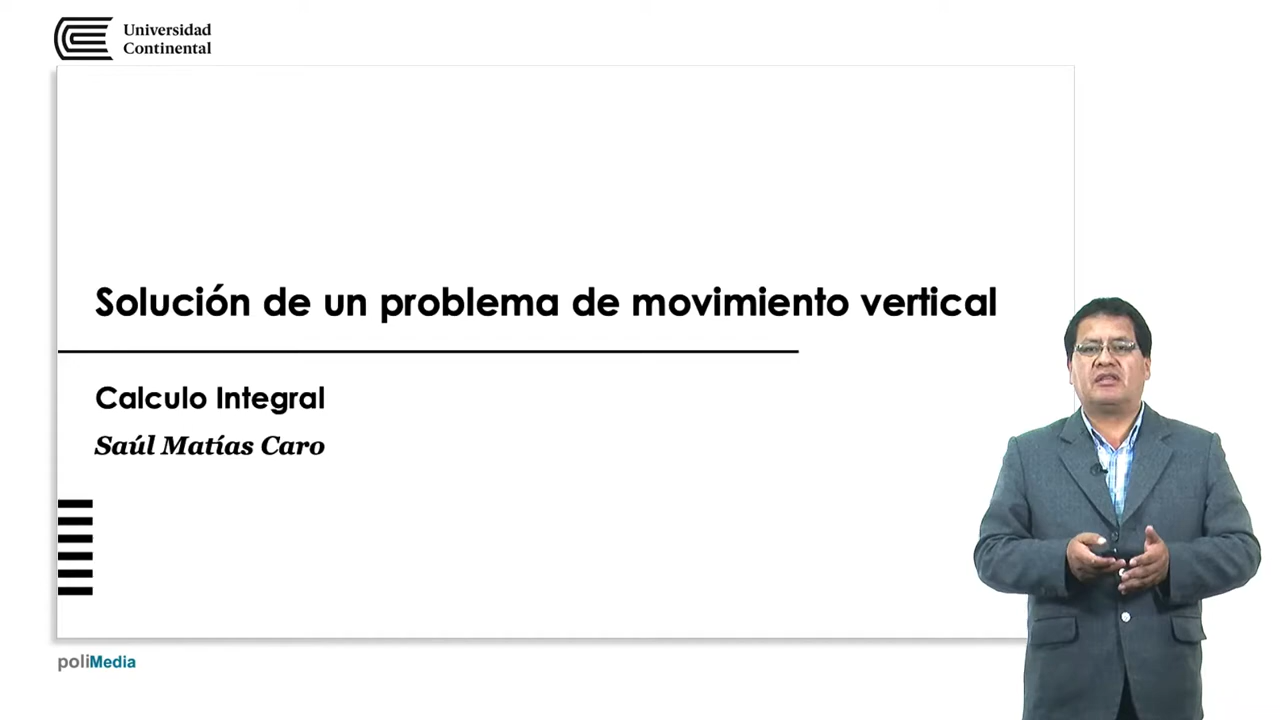 Universidad
Continental
Solución de un problema de movimiento vertical
Calculo Integral
Saúl Matías Caro
poliMedia